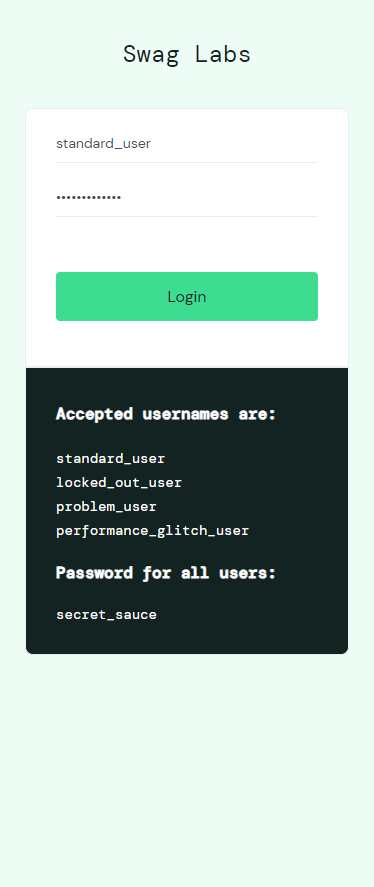 Swag Labs
standard_user
•••••••••••••
Login
Accepted usernames are:
standard_user
locked_out_user
problem_user
performance_glitch_user
Password for all users:
secret_sauce